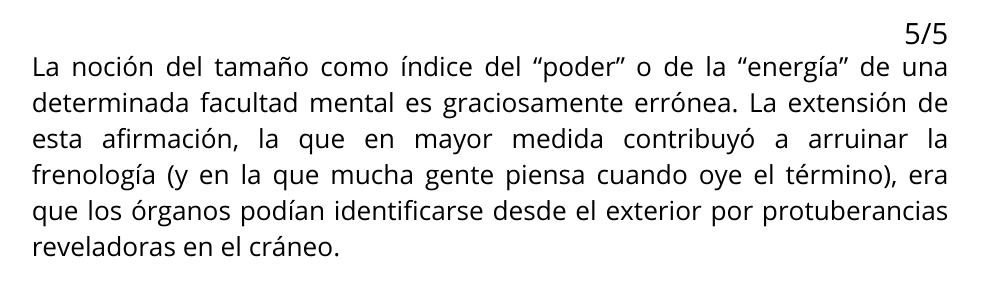 5/5
La noción del tamaño como índice del “poder” o de la “energía” de una
determinada facultad mental es graciosamente errónea. La extensión de
esta afirmación, la que en mayor medida contribuyó a arruinar la
frenología (y en la que mucha gente piensa cuando oye el término), era
que los órganos podían identificarse desde el exterior por protuberancias
reveladoras en el cráneo.